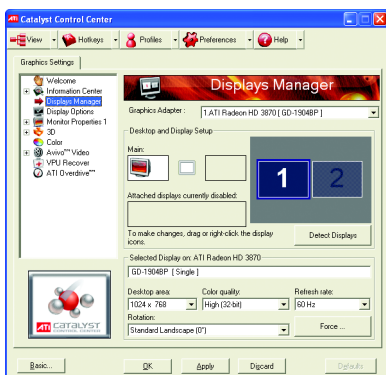 Catalyst Control Center
View Hotkeys Profiles Preferences Help
Graphics Settings
Welcome
Information Center
Displays Manager
Display Options
Monitor Properties 1
3D
Color
Avivo™ Video
VPU Recover
ATI Overdrive™
Displays Manager
Graphics Adapter : 1.ATI Radeon HD 3870 [ GD-1904BP ]
Desktop and Display Setup
Main:
1 2
Attached displays currently disabled:
To make changes, drag or right-click the display icons.
Detect Displays
Selected Display on: ATI Radeon HD 3870
GD-1904BP [ Single ]
Desktop area: Color quality: Refresh rate:
1024 x 768 High (32-bit) 60 Hz
Rotation:
Standard Landscape (0°) Force ...
ATI CATALYST
CONTROL CENTER
Basic... OK Apply Discard Defaults